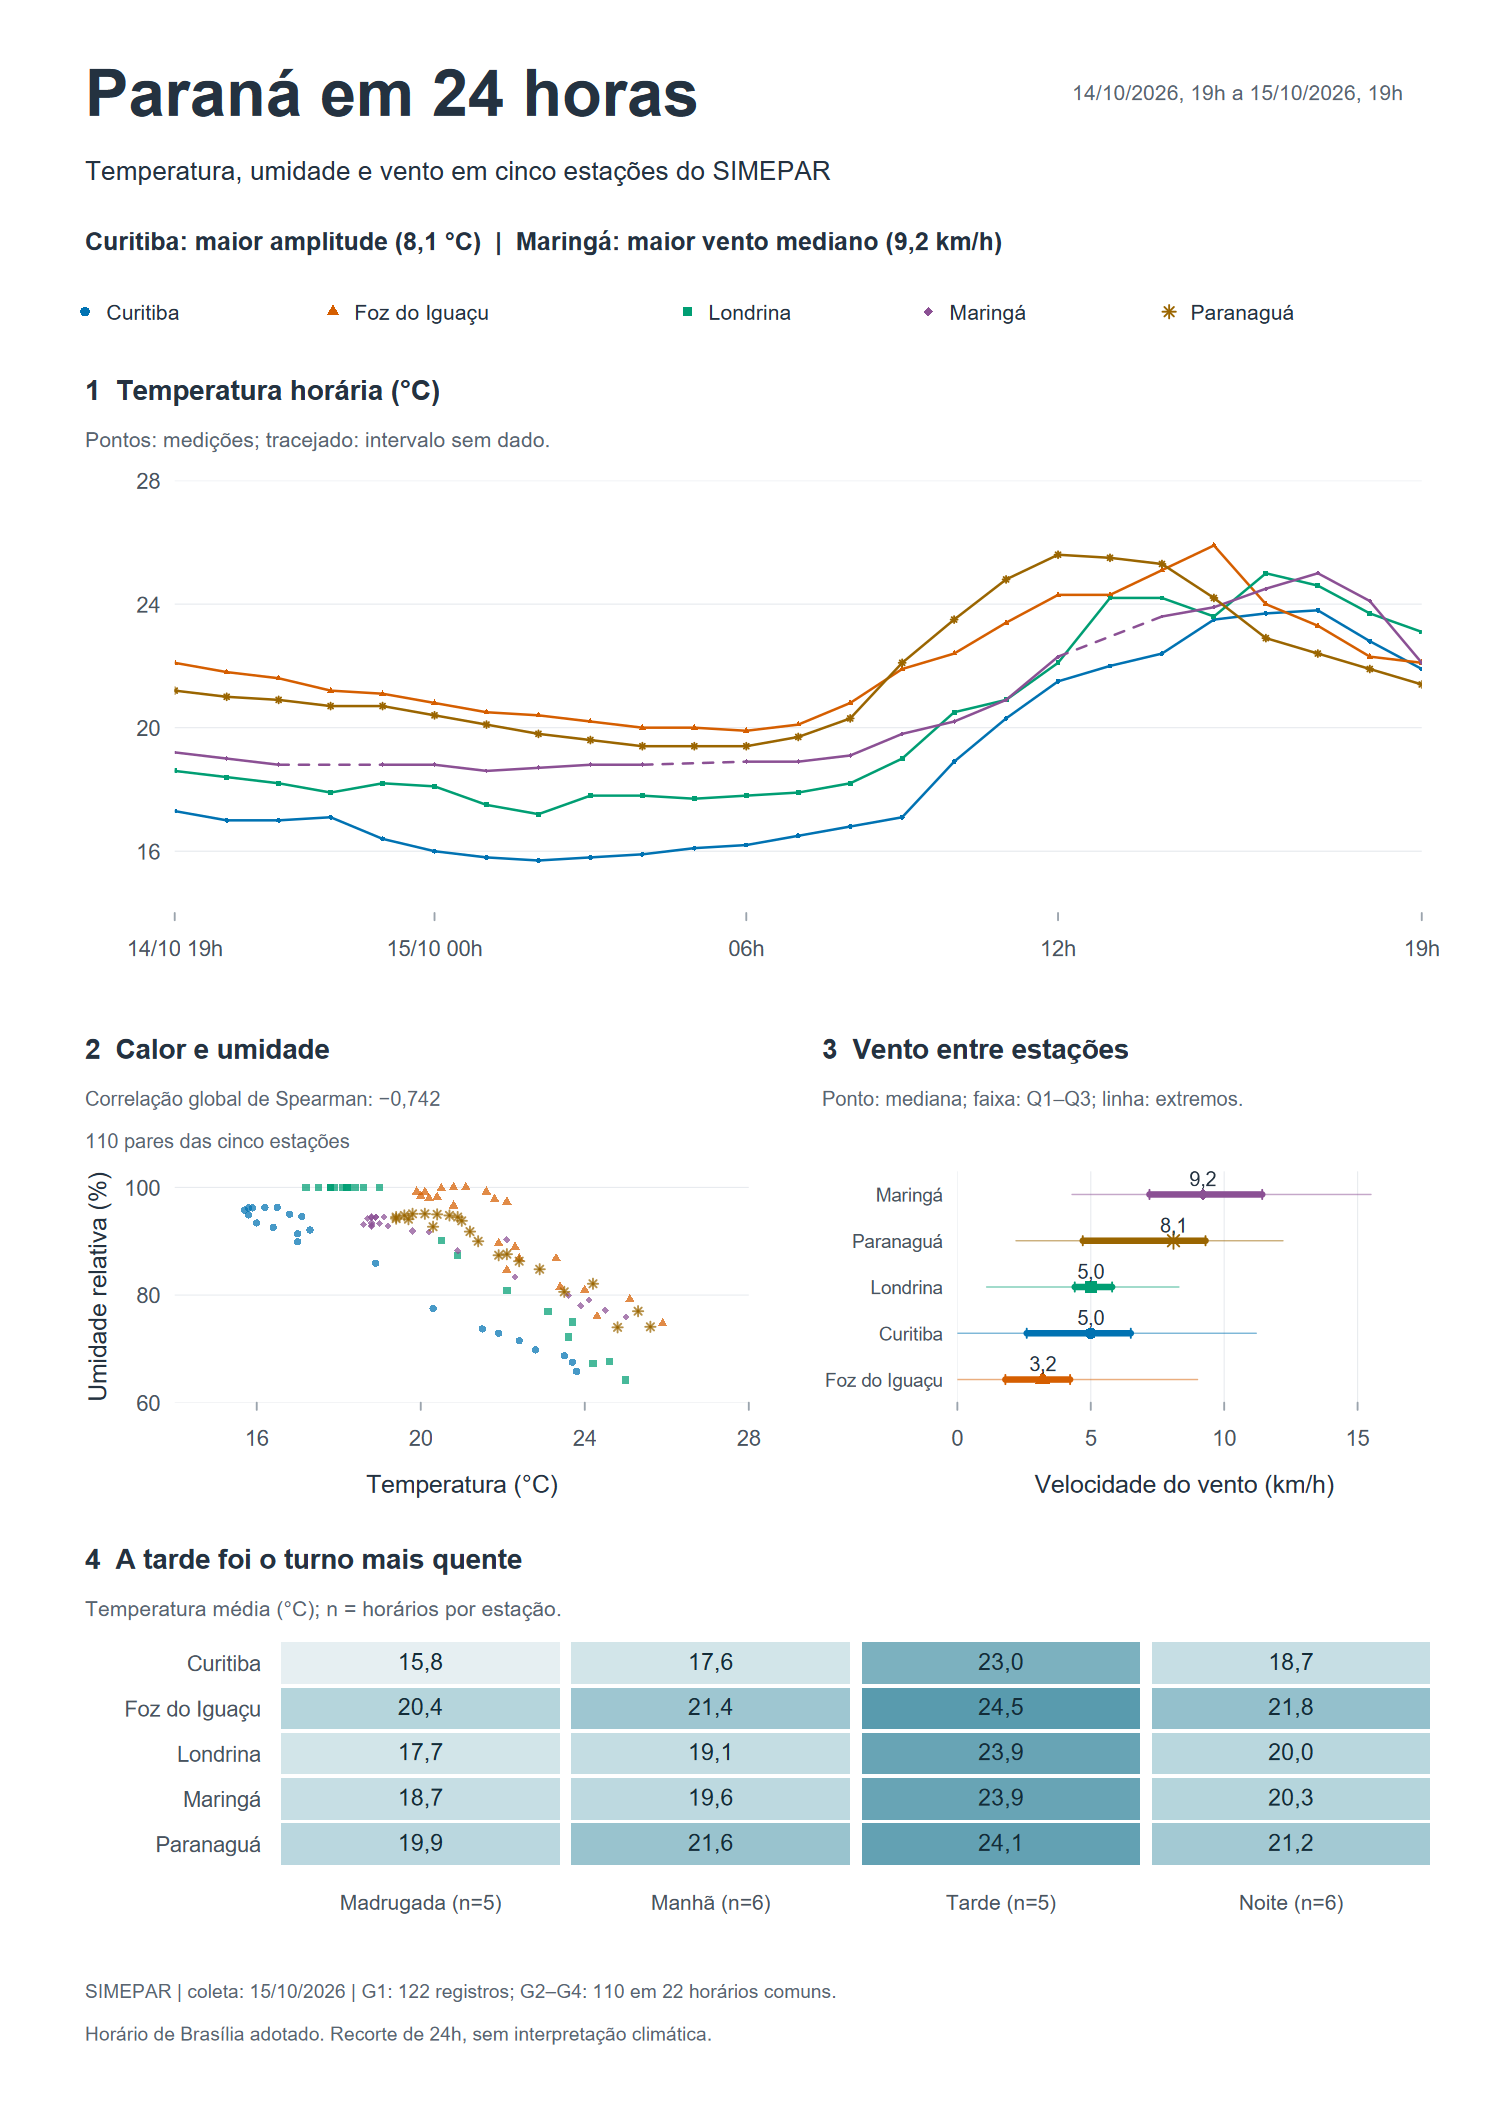 Paraná em 24 horas
14/10/2026, 19h a 15/10/2026, 19h
Temperatura, umidade e vento em cinco estações do SIMEPAR
Curitiba: maior amplitude (8,1 °C) | Maringá: maior vento mediano (9,2 km/h)
Curitiba
Foz do Iguaçu
Londrina
Maringá
Paranaguá
1 Temperatura horária (°C)
Pontos: medições; tracejado: intervalo sem dado.
28
24
20
16
14/10 19h
15/10 00h
06h
12h
19h
2 Calor e umidade
Correlação global de Spearman: −0,742
110 pares das cinco estações
Umidade relativa (%)
100
80
60
16
20
24
28
Temperatura (°C)
3 Vento entre estações
Ponto: mediana; faixa: Q1–Q3; linha: extremos.
Maringá
9,2
Paranaguá
8,1
Londrina
5,0
Curitiba
5,0
Foz do Iguaçu
3,2
0
5
10
15
Velocidade do vento (km/h)
4 A tarde foi o turno mais quente
Temperatura média (°C); n = horários por estação.
Curitiba 15,8 17,6 23,0 18,7
Foz do Iguaçu 20,4 21,4 24,5 21,8
Londrina 17,7 19,1 23,9 20,0
Maringá 18,7 19,6 23,9 20,3
Paranaguá 19,9 21,6 24,1 21,2
Madrugada (n=5) Manhã (n=6) Tarde (n=5) Noite (n=6)
SIMEPAR | coleta: 15/10/2026 | G1: 122 registros; G2–G4: 110 em 22 horários comuns.
Horário de Brasília adotado. Recorte de 24h, sem interpretação climática.